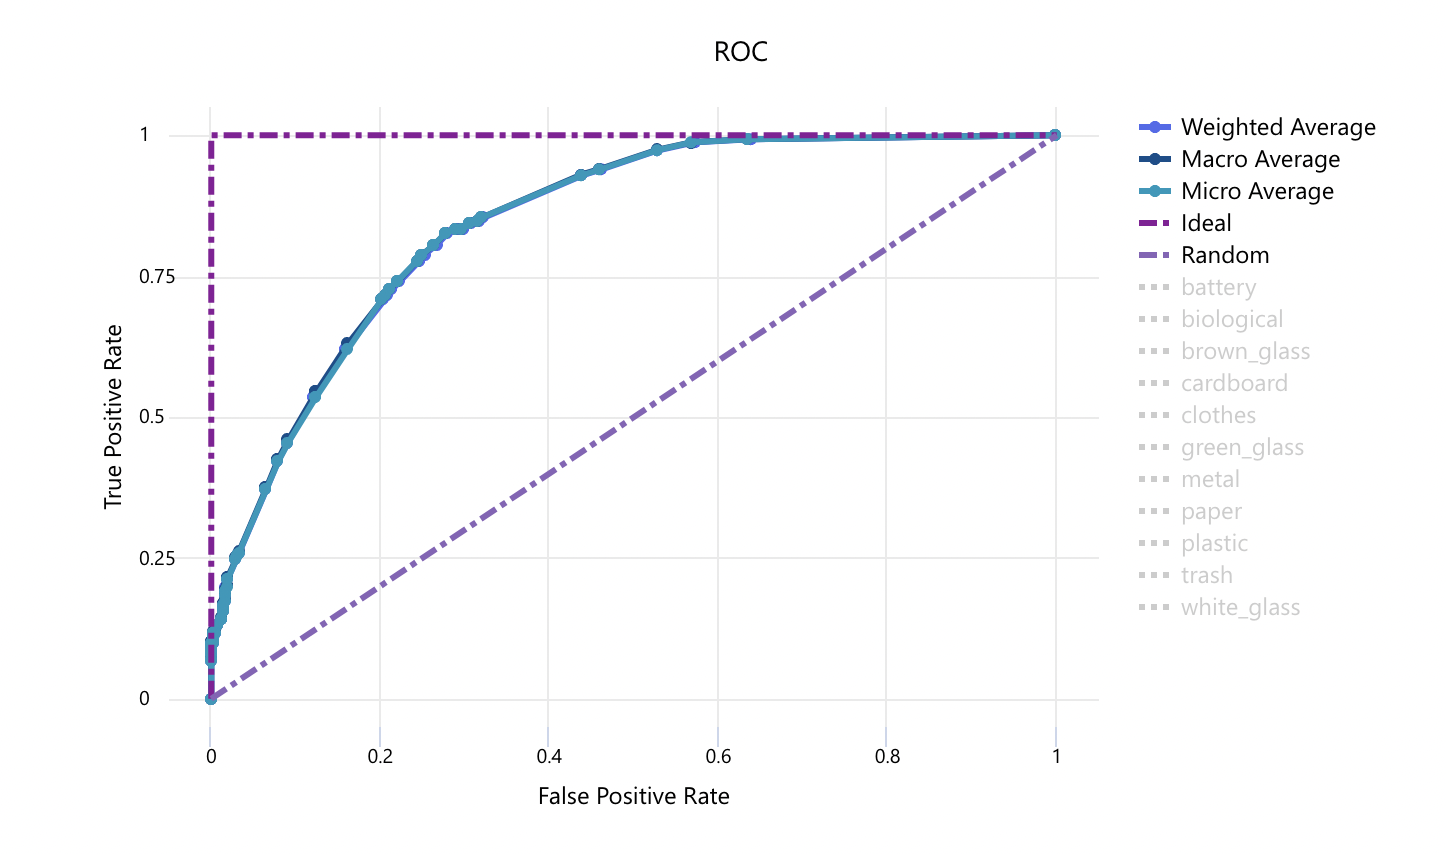 ROC
Weighted Average
Macro Average
Micro Average
Ideal
Random
battery
biological
brown_glass
cardboard
clothes
green_glass
metal
paper
plastic
trash
white_glass
True Positive Rate
1
0.75
0.5
0.25
0
0 0.2 0.4 0.6 0.8 1
False Positive Rate